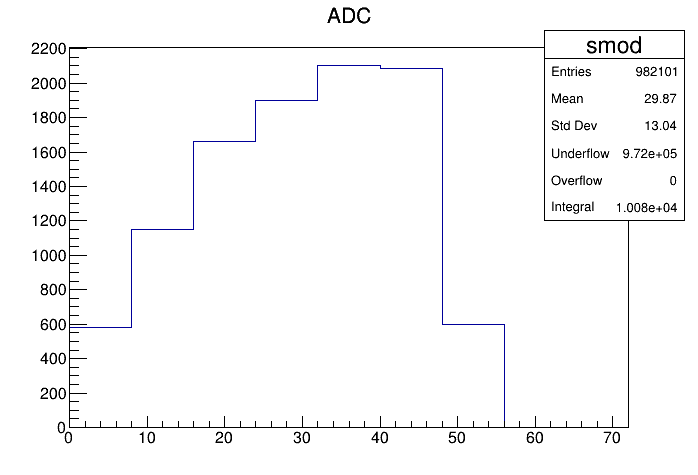 ADC
smod
Entries 982101
Mean 29.87
Std Dev 13.04
Underflow 9.72e+05
Overflow 0
Integral 1.008e+04
2200
2000
1800
1600
1400
1200
1000
800
600
400
200
0
0 10 20 30 40 50 60 70